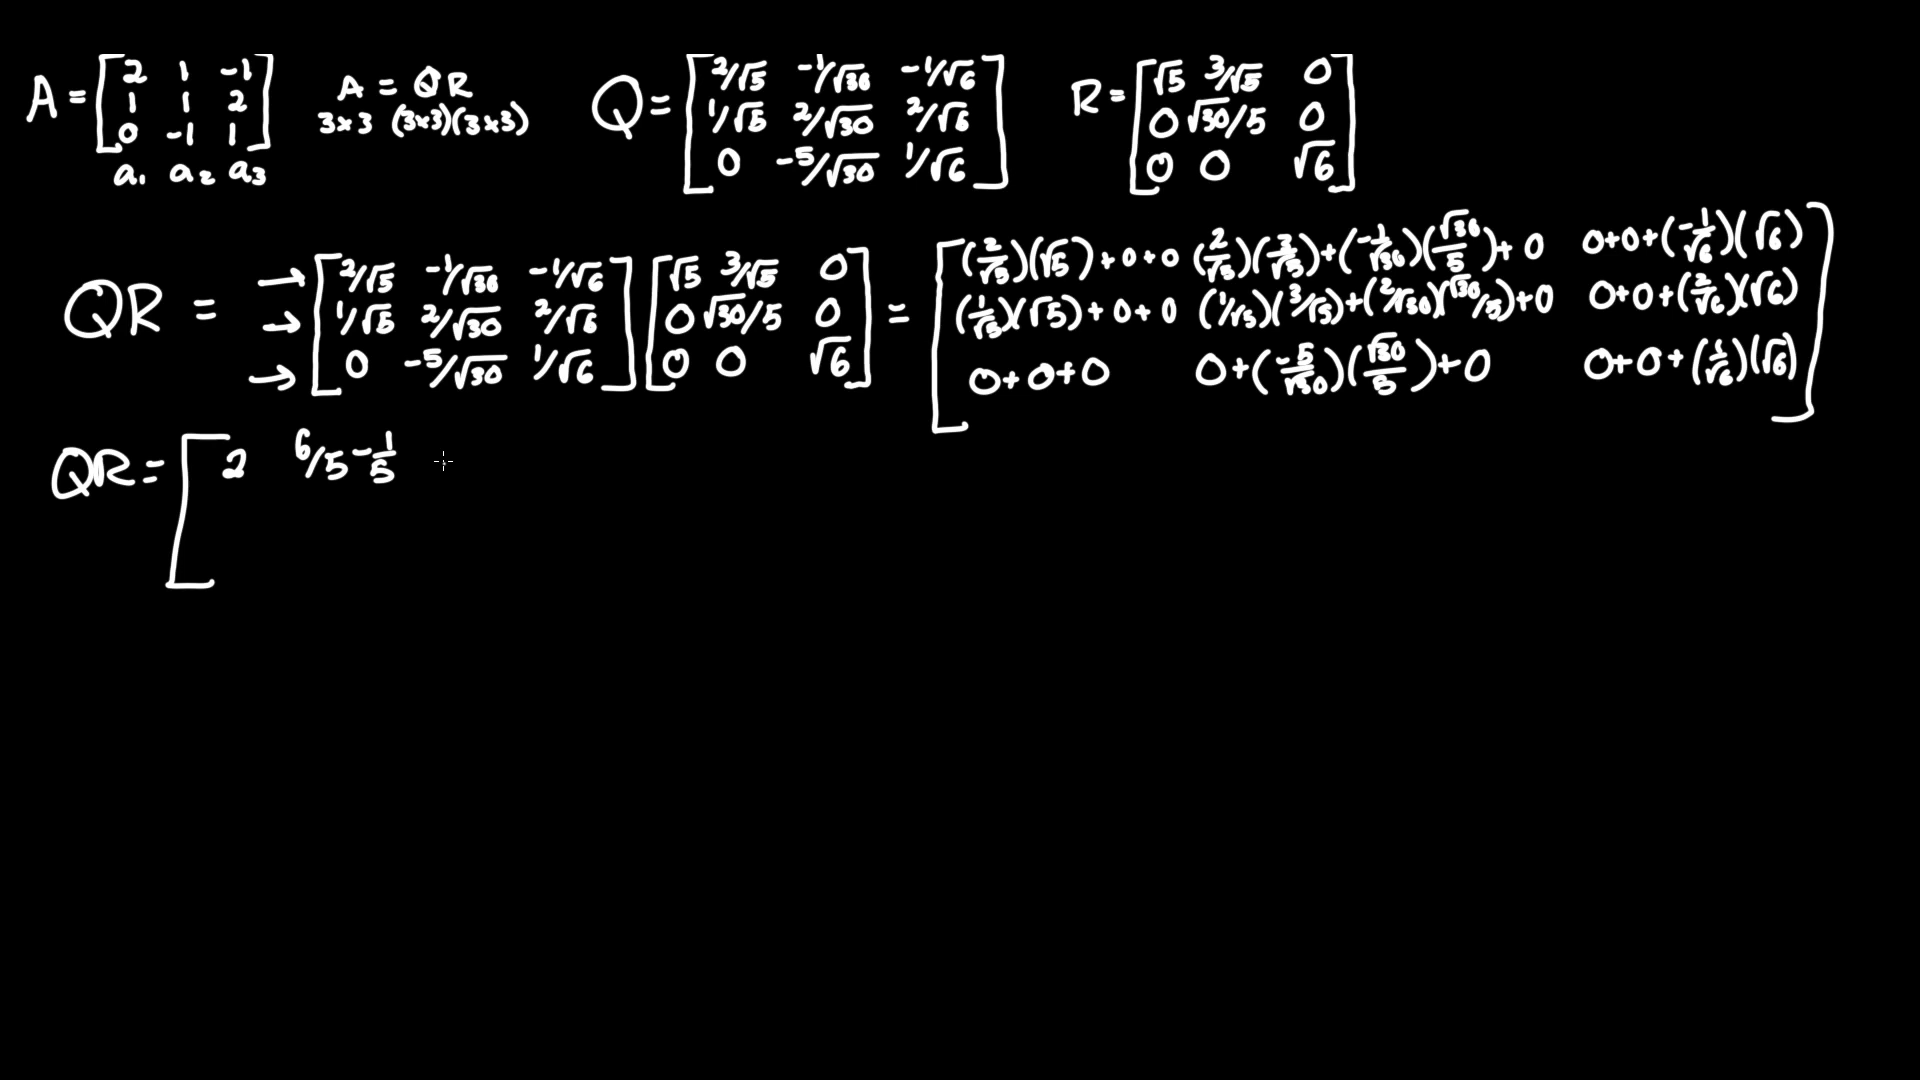 A = [2 1 -1; 1 1 2; 0 -1 1] a₁ a₂ a₃
A = QR
3×3 (3×3)(3×3)
Q = [2/√5 -1/√30 -1/√6; 1/√5 2/√30 2/√6; 0 -5/√30 1/√6]
R = [√5 3/√5 0; 0 √30/5 0; 0 0 √6]
QR = → → → [2/√5 -1/√30 -1/√6; 1/√5 2/√30 2/√6; 0 -5/√30 1/√6] [√5 3/√5 0; 0 √30/5 0; 0 0 √6] = [(2/√5)(√5)+0+0 (2/√5)(3/√5)+(-1/√30)(√30/5)+0 0+0+(-1/√6)(√6); (1/√5)(√5)+0+0 (1/√5)(3/√5)+(2/√30)(√30/5)+0 0+0+(2/√6)(√6); 0+0+0 0+(-5/√30)(√30/5)+0 0+0+(1/√6)(√6)]
QR = [2 6/5-1/5